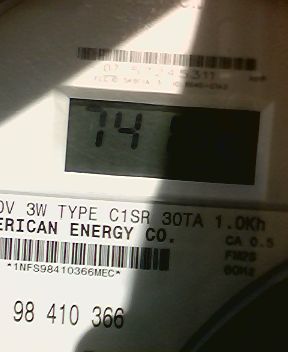 74
0V 3W TYPE C1SR 30TA 1.0Kh
ERICAN ENERGY CO.
CA 0.5
FM2S
60Hz
*1NFS98410366MEC*
98 410 366